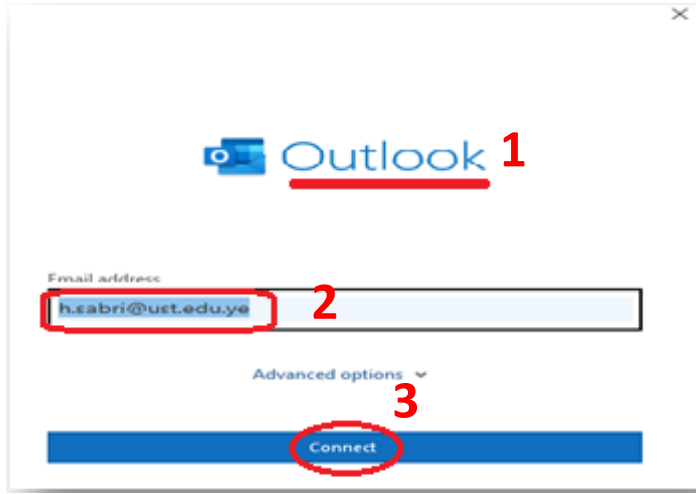 Outlook 1
Email address
h.sabri@ust.edu.ye 2
Advanced options
3
Connect